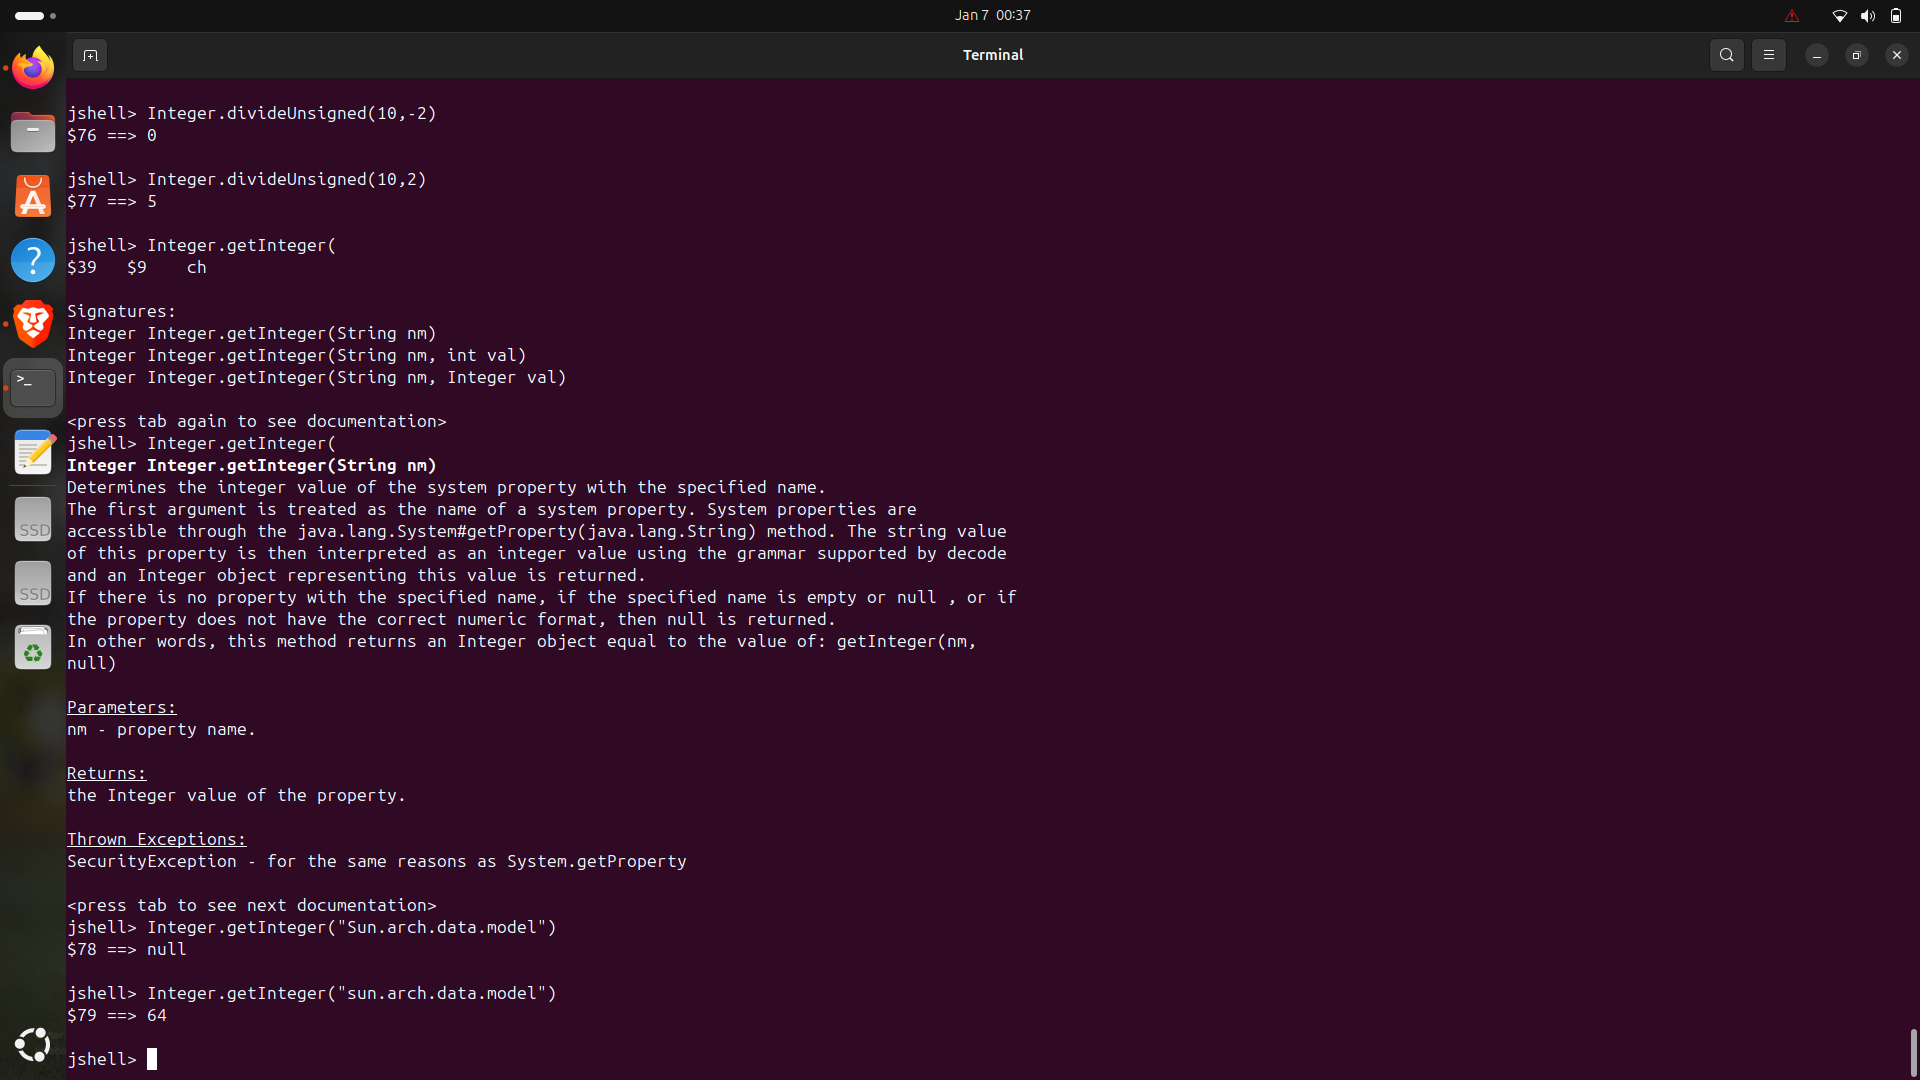 Jan 7 00:37
Terminal
jshell> Integer.divideUnsigned(10,-2)
$76 ==> 0
jshell> Integer.divideUnsigned(10,2)
$77 ==> 5
jshell> Integer.getInteger(
$39   $9    ch
Signatures:
Integer Integer.getInteger(String nm)
Integer Integer.getInteger(String nm, int val)
Integer Integer.getInteger(String nm, Integer val)
<press tab again to see documentation>
jshell> Integer.getInteger(
Integer Integer.getInteger(String nm)
Determines the integer value of the system property with the specified name.
The first argument is treated as the name of a system property. System properties are
accessible through the java.lang.System#getProperty(java.lang.String) method. The string value
of this property is then interpreted as an integer value using the grammar supported by decode
and an Integer object representing this value is returned.
If there is no property with the specified name, if the specified name is empty or null , or if
the property does not have the correct numeric format, then null is returned.
In other words, this method returns an Integer object equal to the value of: getInteger(nm,
null)
Parameters:
nm - property name.
Returns:
the Integer value of the property.
Thrown Exceptions:
SecurityException - for the same reasons as System.getProperty
<press tab to see next documentation>
jshell> Integer.getInteger("Sun.arch.data.model")
$78 ==> null
jshell> Integer.getInteger("sun.arch.data.model")
$79 ==> 64
jshell>
SSD
SSD